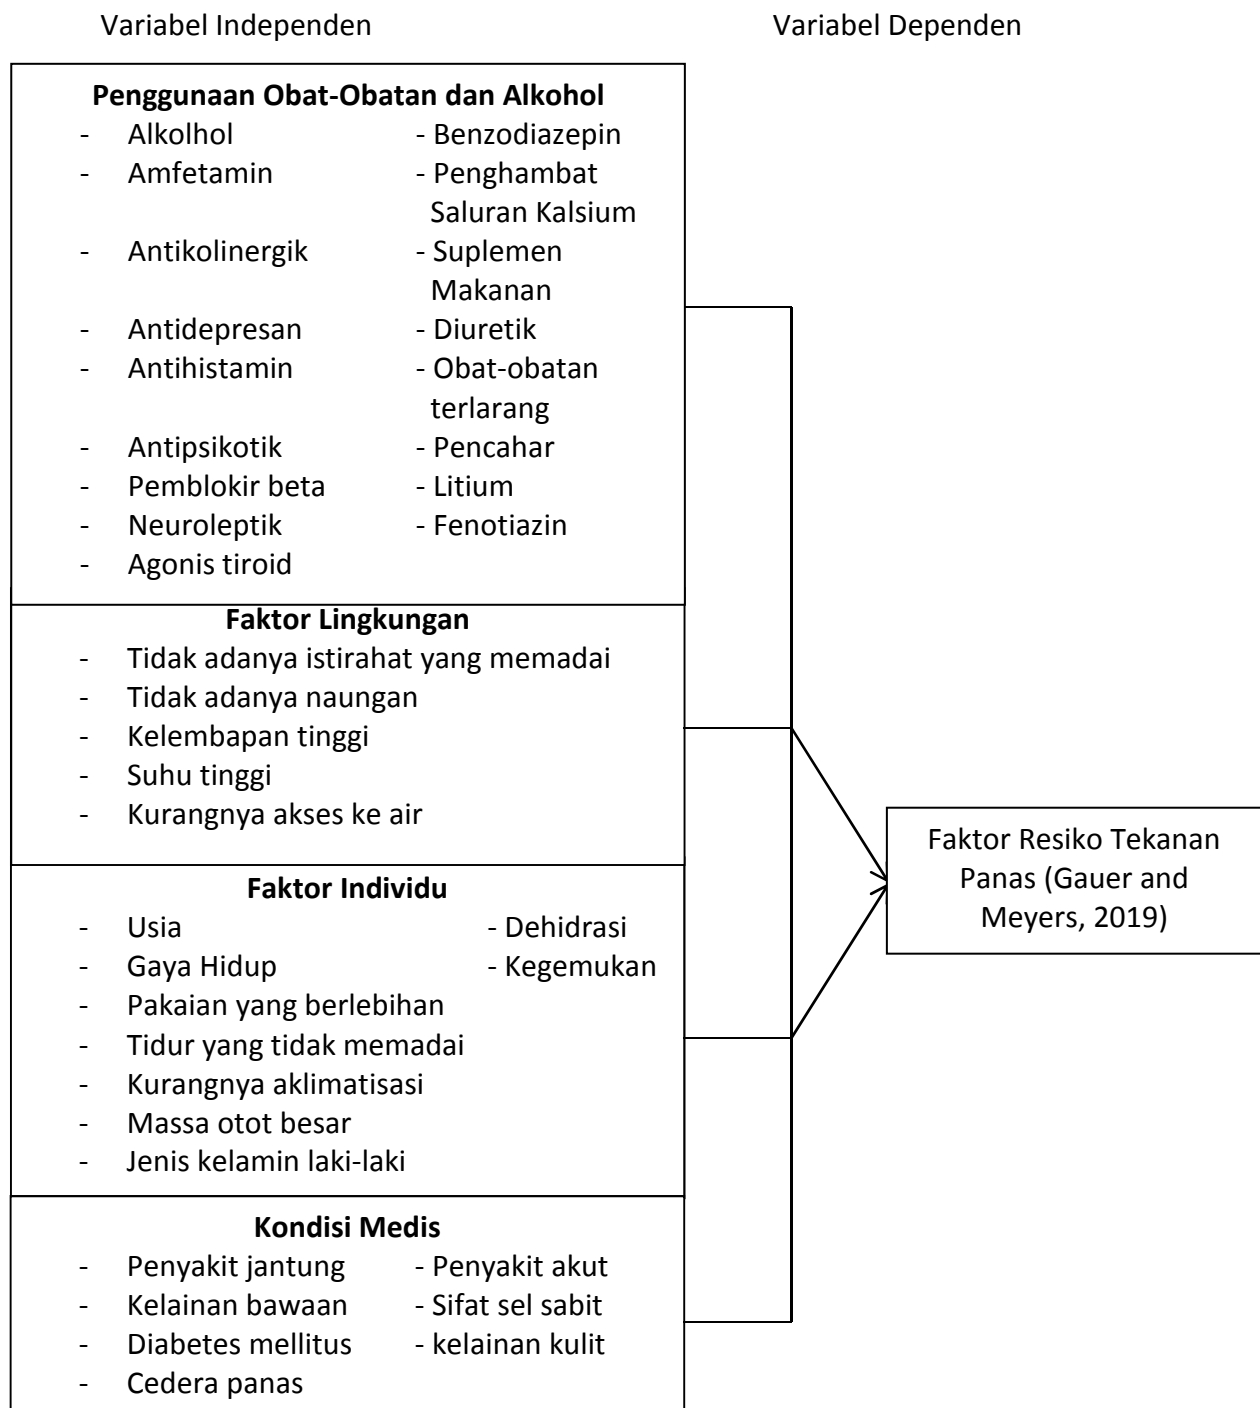 Variabel Independen Variabel Dependen
Penggunaan Obat-Obatan dan Alkohol
- Alkolhol - Benzodiazepin
- Amfetamin - Penghambat
Saluran Kalsium
- Antikolinergik - Suplemen
Makanan
- Antidepresan - Diuretik
- Antihistamin - Obat-obatan
terlarang
- Antipsikotik - Pencahar
- Pemblokir beta - Litium
- Neuroleptik - Fenotiazin
- Agonis tiroid
Faktor Lingkungan
- Tidak adanya istirahat yang memadai
- Tidak adanya naungan
- Kelembapan tinggi
- Suhu tinggi
- Kurangnya akses ke air
Faktor Individu
- Usia - Dehidrasi
- Gaya Hidup - Kegemukan
- Pakaian yang berlebihan
- Tidur yang tidak memadai
- Kurangnya aklimatisasi
- Massa otot besar
- Jenis kelamin laki-laki
Kondisi Medis
- Penyakit jantung - Penyakit akut
- Kelainan bawaan - Sifat sel sabit
- Diabetes mellitus - kelainan kulit
- Cedera panas
Faktor Resiko Tekanan
Panas (Gauer and
Meyers, 2019)